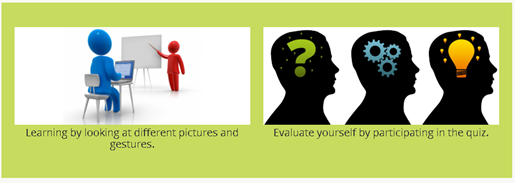 Learning by looking at different pictures and
gestures.
Evaluate yourself by participating in the quiz.